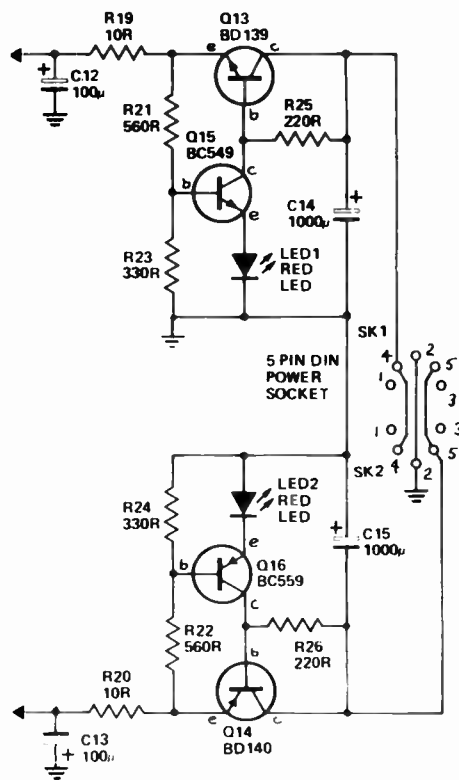 R19
10R
Q13
BD139
e
c
b
+
C12
100μ
R21
560R
Q15
BC549
R25
220R
b
c
e
C14
1000μ
+
R23
330R
LED1
RED
LED
SK1
5 PIN DIN
POWER
SOCKET
4
2
5
1
3
1
3
4
2
5
SK2
R24
330R
LED2
RED
LED
+
C15
1000μ
e
b
Q16
BC559
c
R22
560R
R26
220R
b
R20
10R
e
c
Q14
BD140
C13
100μ
+